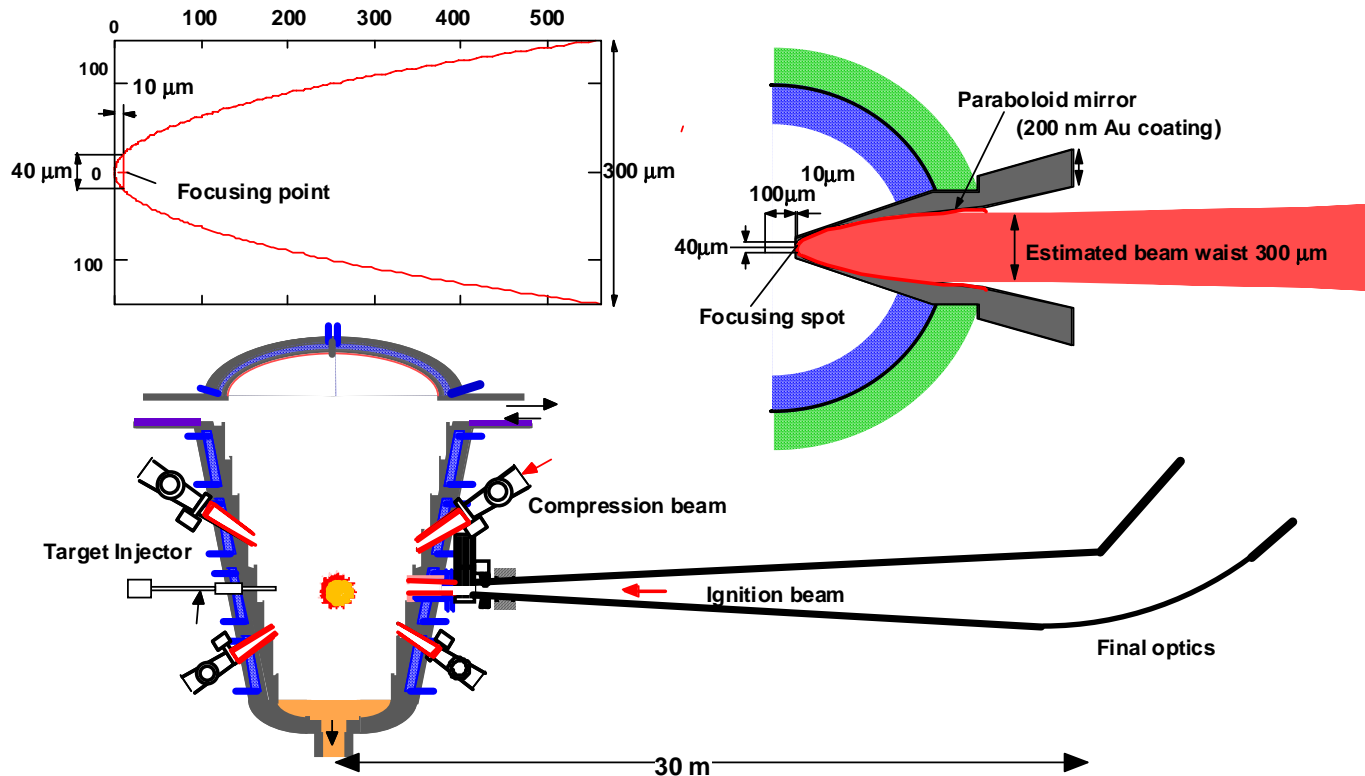 0
100
200
300
400
500
100
10 μm
40 μm
0
300 μm
Focusing point
100
Paraboloid mirror
(200 nm Au coating)
10μm
100μm
40μm
Estimated beam waist 300 μm
Focusing spot
Compression beam
Target Injector
Ignition beam
Final optics
30 m